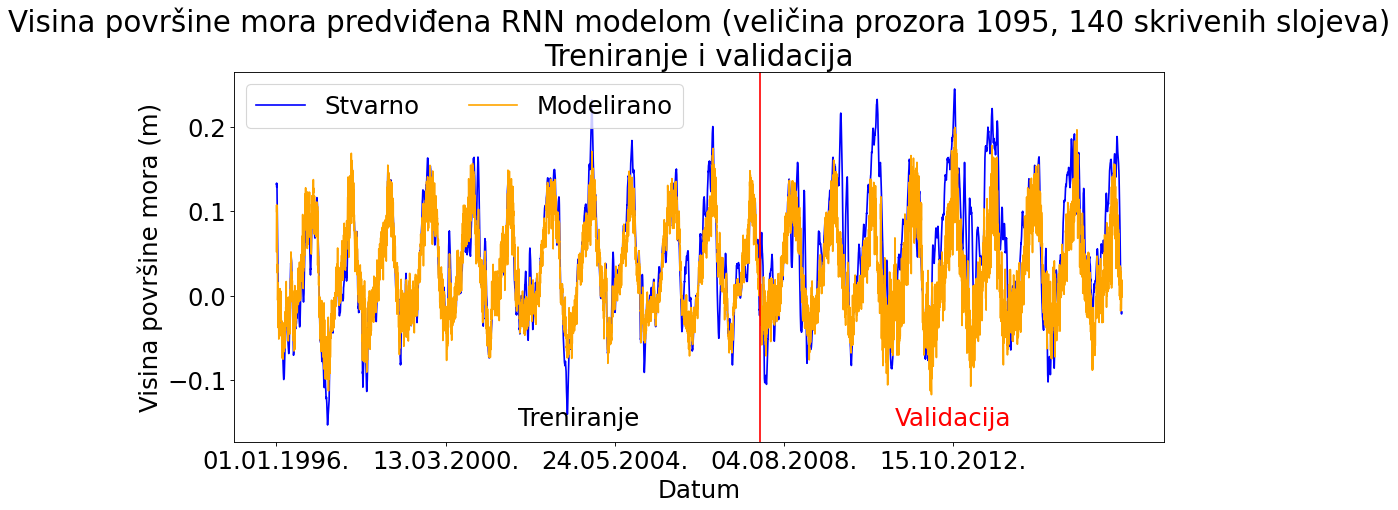 Visina površine mora predviđena RNN modelom (veličina prozora 1095, 140 skrivenih slojeva)
Treniranje i validacija
Stvarno
Modelirano
Visina površine mora (m)
0.2
0.1
0.0
−0.1
Treniranje
Validacija
01.01.1996.
13.03.2000.
24.05.2004.
04.08.2008.
15.10.2012.
Datum